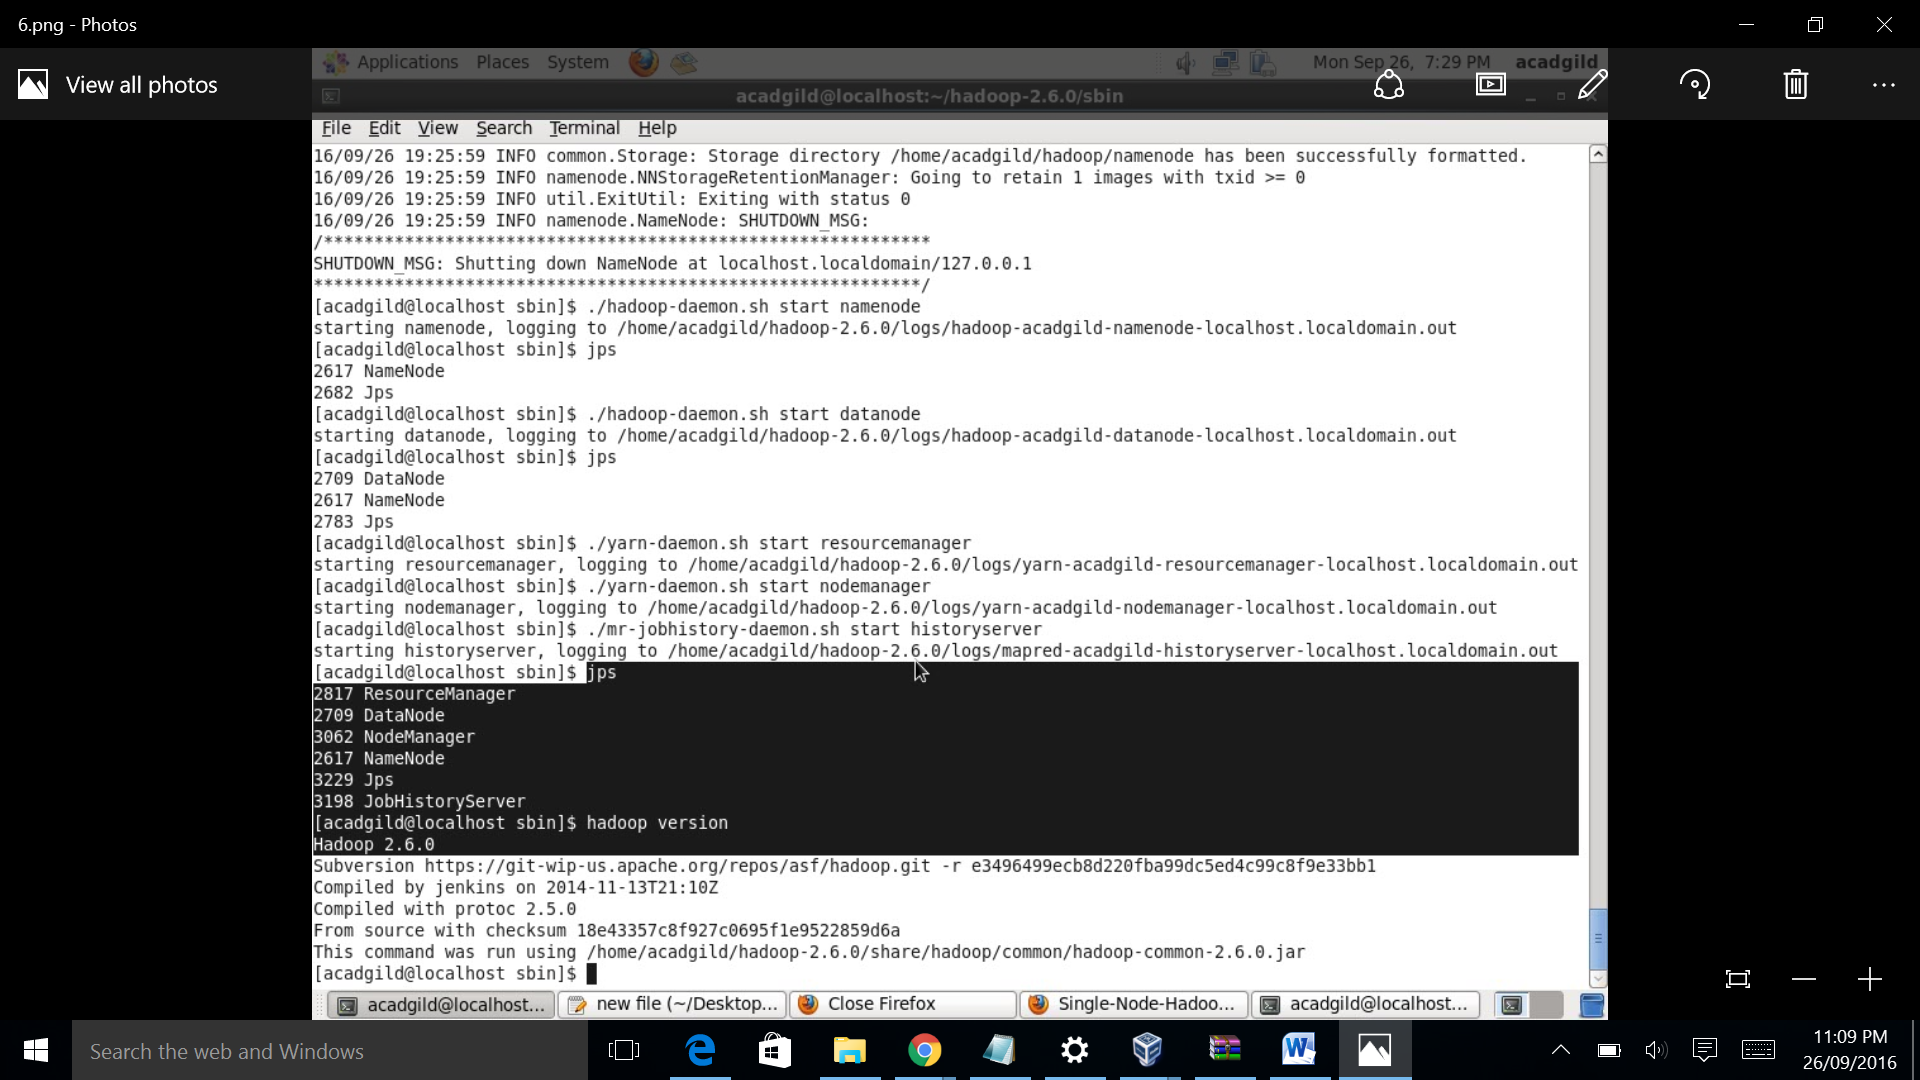 6.png - Photos
View all photos
Applications Places System Mon Sep 26, 7:29 PM acadgild
acadgild@localhost:~/hadoop-2.6.0/sbin
File Edit View Search Terminal Help
16/09/26 19:25:59 INFO common.Storage: Storage directory /home/acadgild/hadoop/namenode has been successfully formatted.
16/09/26 19:25:59 INFO namenode.NNStorageRetentionManager: Going to retain 1 images with txid >= 0
16/09/26 19:25:59 INFO util.ExitUtil: Exiting with status 0
16/09/26 19:25:59 INFO namenode.NameNode: SHUTDOWN_MSG:
/************************************************************
SHUTDOWN_MSG: Shutting down NameNode at localhost.localdomain/127.0.0.1
************************************************************/
[acadgild@localhost sbin]$ ./hadoop-daemon.sh start namenode
starting namenode, logging to /home/acadgild/hadoop-2.6.0/logs/hadoop-acadgild-namenode-localhost.localdomain.out
[acadgild@localhost sbin]$ jps
2617 NameNode
2682 Jps
[acadgild@localhost sbin]$ ./hadoop-daemon.sh start datanode
starting datanode, logging to /home/acadgild/hadoop-2.6.0/logs/hadoop-acadgild-datanode-localhost.localdomain.out
[acadgild@localhost sbin]$ jps
2709 DataNode
2617 NameNode
2783 Jps
[acadgild@localhost sbin]$ ./yarn-daemon.sh start resourcemanager
starting resourcemanager, logging to /home/acadgild/hadoop-2.6.0/logs/yarn-acadgild-resourcemanager-localhost.localdomain.out
[acadgild@localhost sbin]$ ./yarn-daemon.sh start nodemanager
starting nodemanager, logging to /home/acadgild/hadoop-2.6.0/logs/yarn-acadgild-nodemanager-localhost.localdomain.out
[acadgild@localhost sbin]$ ./mr-jobhistory-daemon.sh start historyserver
starting historyserver, logging to /home/acadgild/hadoop-2.6.0/logs/mapred-acadgild-historyserver-localhost.localdomain.out
[acadgild@localhost sbin]$ jps
2817 ResourceManager
2709 DataNode
3062 NodeManager
2617 NameNode
3229 Jps
3198 JobHistoryServer
[acadgild@localhost sbin]$ hadoop version
Hadoop 2.6.0
Subversion https://git-wip-us.apache.org/repos/asf/hadoop.git -r e3496499ecb8d220fba99dc5ed4c99c8f9e33bb1
Compiled by jenkins on 2014-11-13T21:10Z
Compiled with protoc 2.5.0
From source with checksum 18e43357c8f927c0695f1e9522859d6a
This command was run using /home/acadgild/hadoop-2.6.0/share/hadoop/common/hadoop-common-2.6.0.jar
[acadgild@localhost sbin]$
acadgild@localhost... new file (~/Desktop... Close Firefox Single-Node-Hadoo... acadgild@localhost...
Search the web and Windows
11:09 PM
26/09/2016